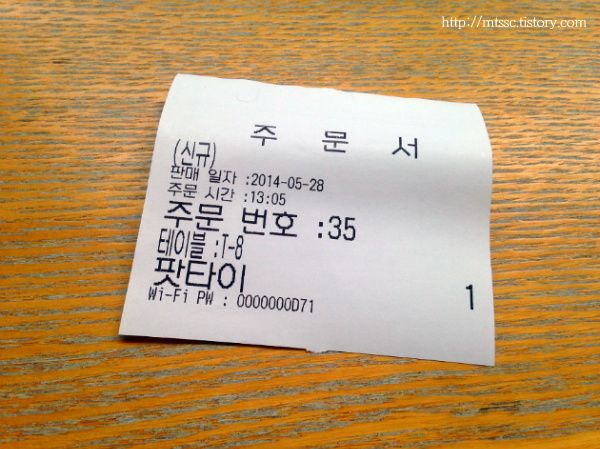 http://mtssc.tistory.com
주 문 서
(신규)
판매 일자 :2014-05-28
주문 시간 :13:05
주문 번호 :35
테이블 :T-8
팟타이 1
Wi-Fi PW : 0000000D71